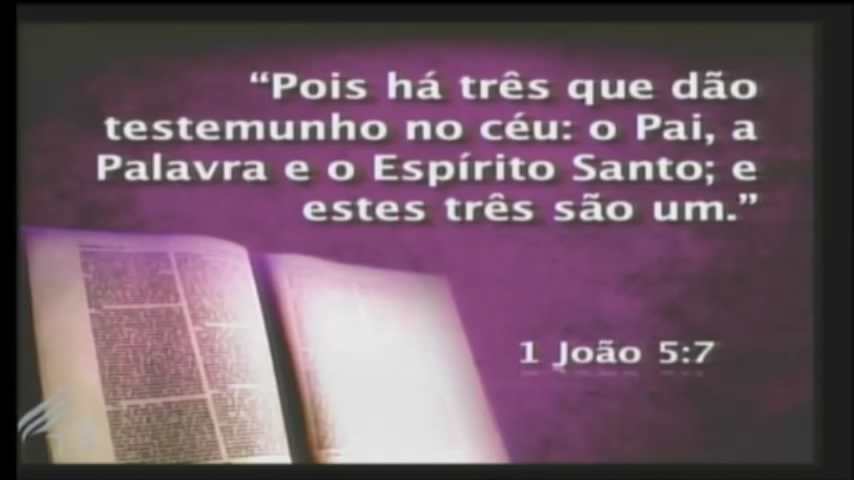 “Pois há três que dão
testemunho no céu: o Pai, a
Palavra e o Espírito Santo; e
estes três são um.”
1 João 5:7